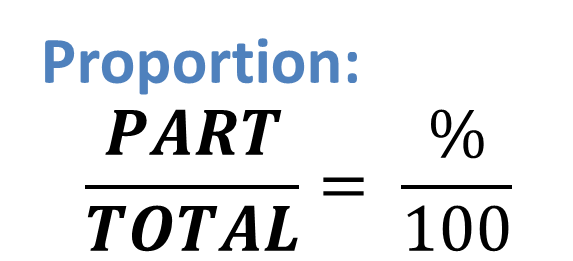 Proportion:
PART
TOTAL
=
%
100